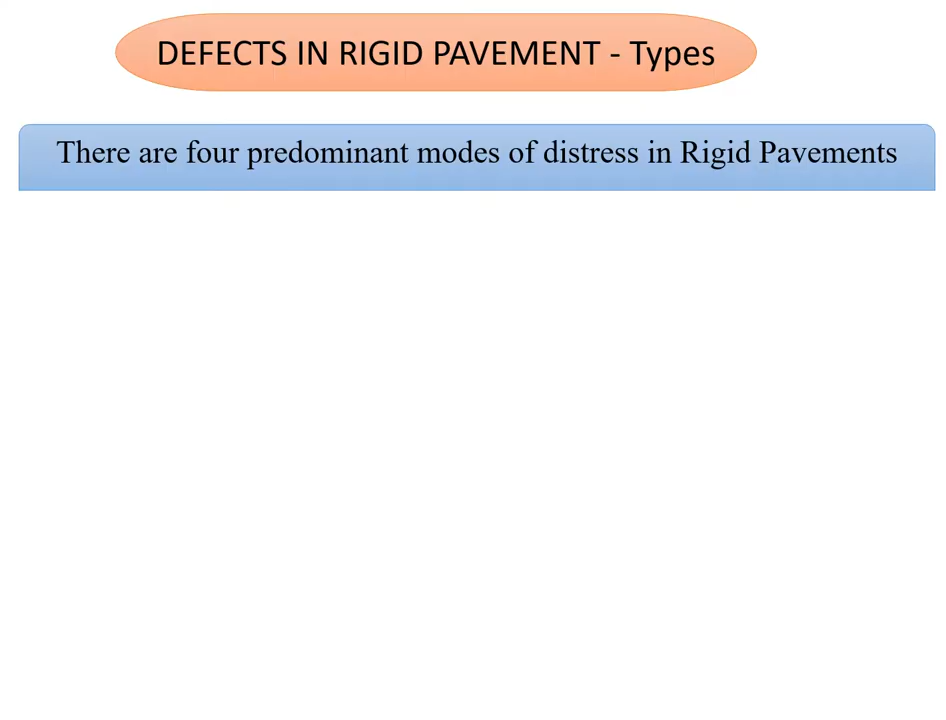 DEFECTS IN RIGID PAVEMENT - Types
There are four predominant modes of distress in Rigid Pavements